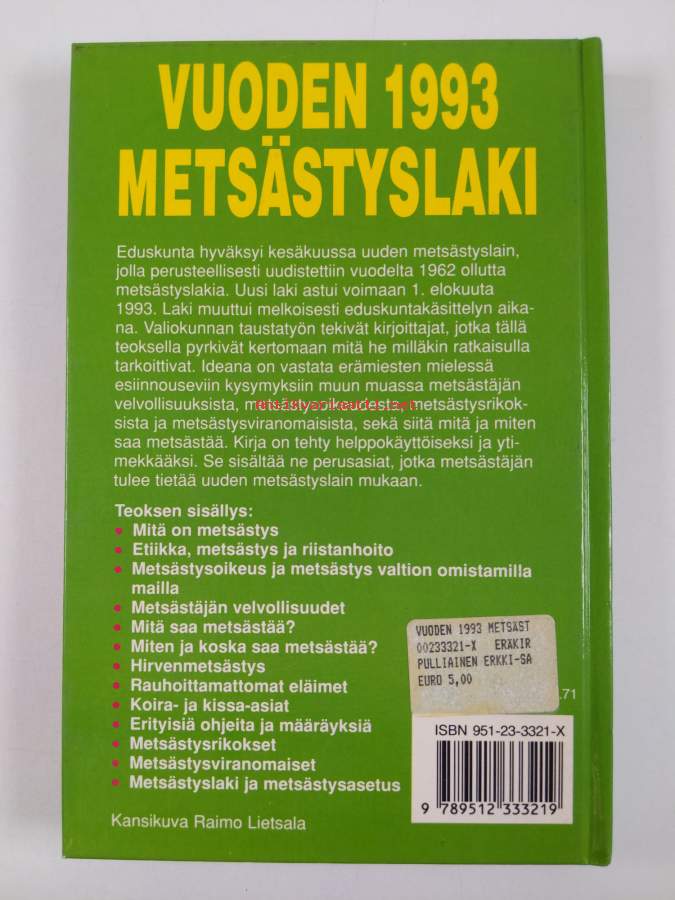 VUODEN 1993
METSÄSTYSLAKI
Eduskunta hyväksyi kesäkuussa uuden metsästyslain,
jolla perusteellisesti uudistettiin vuodelta 1962 ollutta
metsästyslakia. Uusi laki astui voimaan 1. elokuuta
1993. Laki muuttui melkoisesti eduskuntakäsittelyn aika-
na. Valiokunnan taustatyön tekivät kirjoittajat, jotka tällä
teoksella pyrkivät kertomaan mitä he milläkin ratkaisulla
tarkoittivat. Ideana on vastata erämiesten mielessä
esiinnouseviin kysymyksiin muun muassa metsästäjän
velvollisuuksista, metsästysoikeudesta, metsästysrikok-
sista ja metsästysviranomaisista, sekä siitä mitä ja miten
saa metsästää. Kirja on tehty helppokäyttöiseksi ja yti-
mekkääksi. Se sisältää ne perusasiat, jotka metsästäjän
tulee tietää uuden metsästyslain mukaan.
Teoksen sisällys:
• Mitä on metsästys
• Etiikka, metsästys ja riistanhoito
• Metsästysoikeus ja metsästys valtion omistamilla
mailla
• Metsästäjän velvollisuudet
• Mitä saa metsästää?
• Miten ja koska saa metsästää?
• Hirvenmetsästys
• Rauhoittamattomat eläimet
• Koira- ja kissa-asiat
• Erityisiä ohjeita ja määräyksiä
• Metsästysrikokset
• Metsästysviranomaiset
• Metsästyslaki ja metsästysasetus
Kansikuva Raimo Lietsala
VUODEN 1993 METSÄST
00233321-X ERÄKIR
PULLIAINEN ERKKI-SA
EURO 5,00
.71
ISBN 951-23-3321-X
9 789512 333219